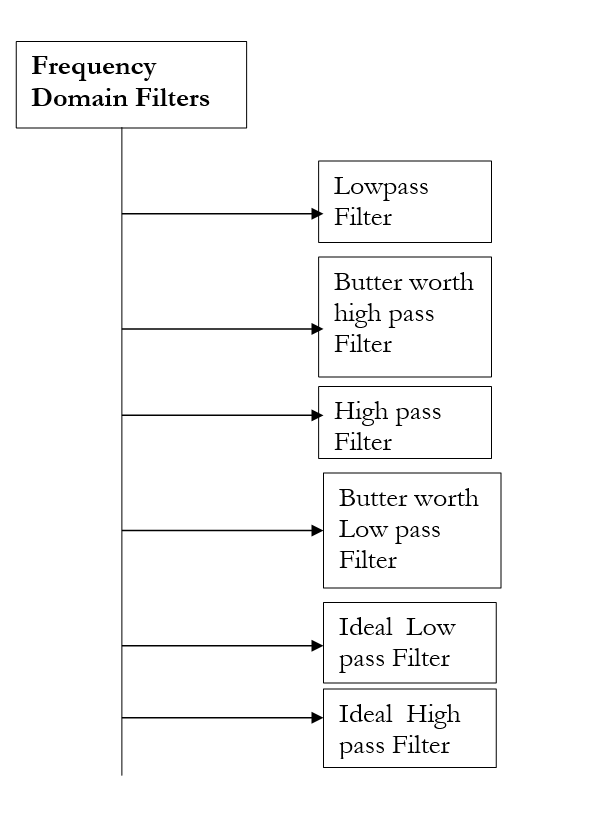 Frequency
Domain Filters
Lowpass
Filter
Butter worth
high pass
Filter
High pass
Filter
Butter worth
Low pass
Filter
Ideal  Low
pass Filter
Ideal  High
pass Filter